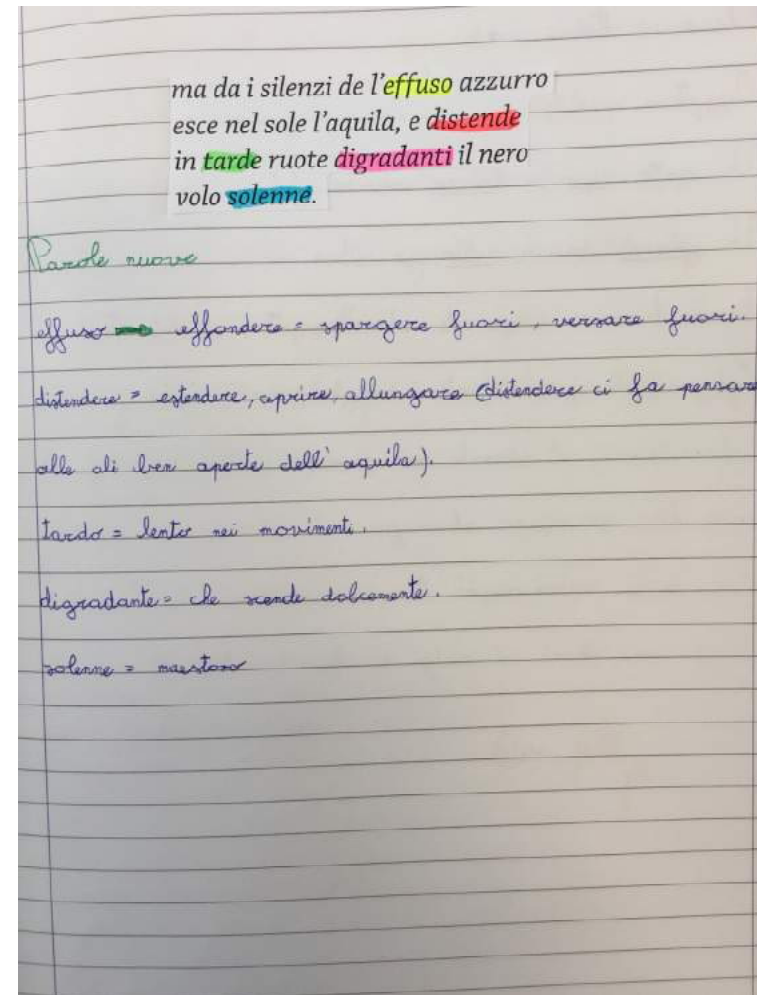 ma da i silenzi de l'effuso azzurro
esce nel sole l'aquila, e distende
in tarde ruote digradanti il nero
volo solenne.
Parole nuove
effuso → effondere = spargere fuori, versare fuori.
distendere = estendere, aprire, allungare (distendere ci fa pensare
alle ali ben aperte dell'aquila).
tardo = lento nei movimenti.
digradante = che scende dolcemente.
solenne = maestoso